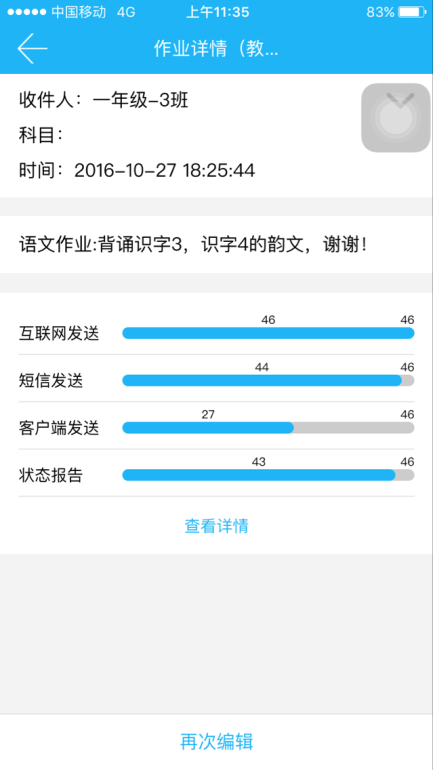 中国移动 4G 上午11:35 83%
作业详情（教...
收件人：一年级-3班
科目：
时间：2016-10-27 18:25:44
语文作业:背诵识字3，识字4的韵文，谢谢！
46 46
互联网发送
44 46
短信发送
27 46
客户端发送
43 46
状态报告
查看详情
再次编辑